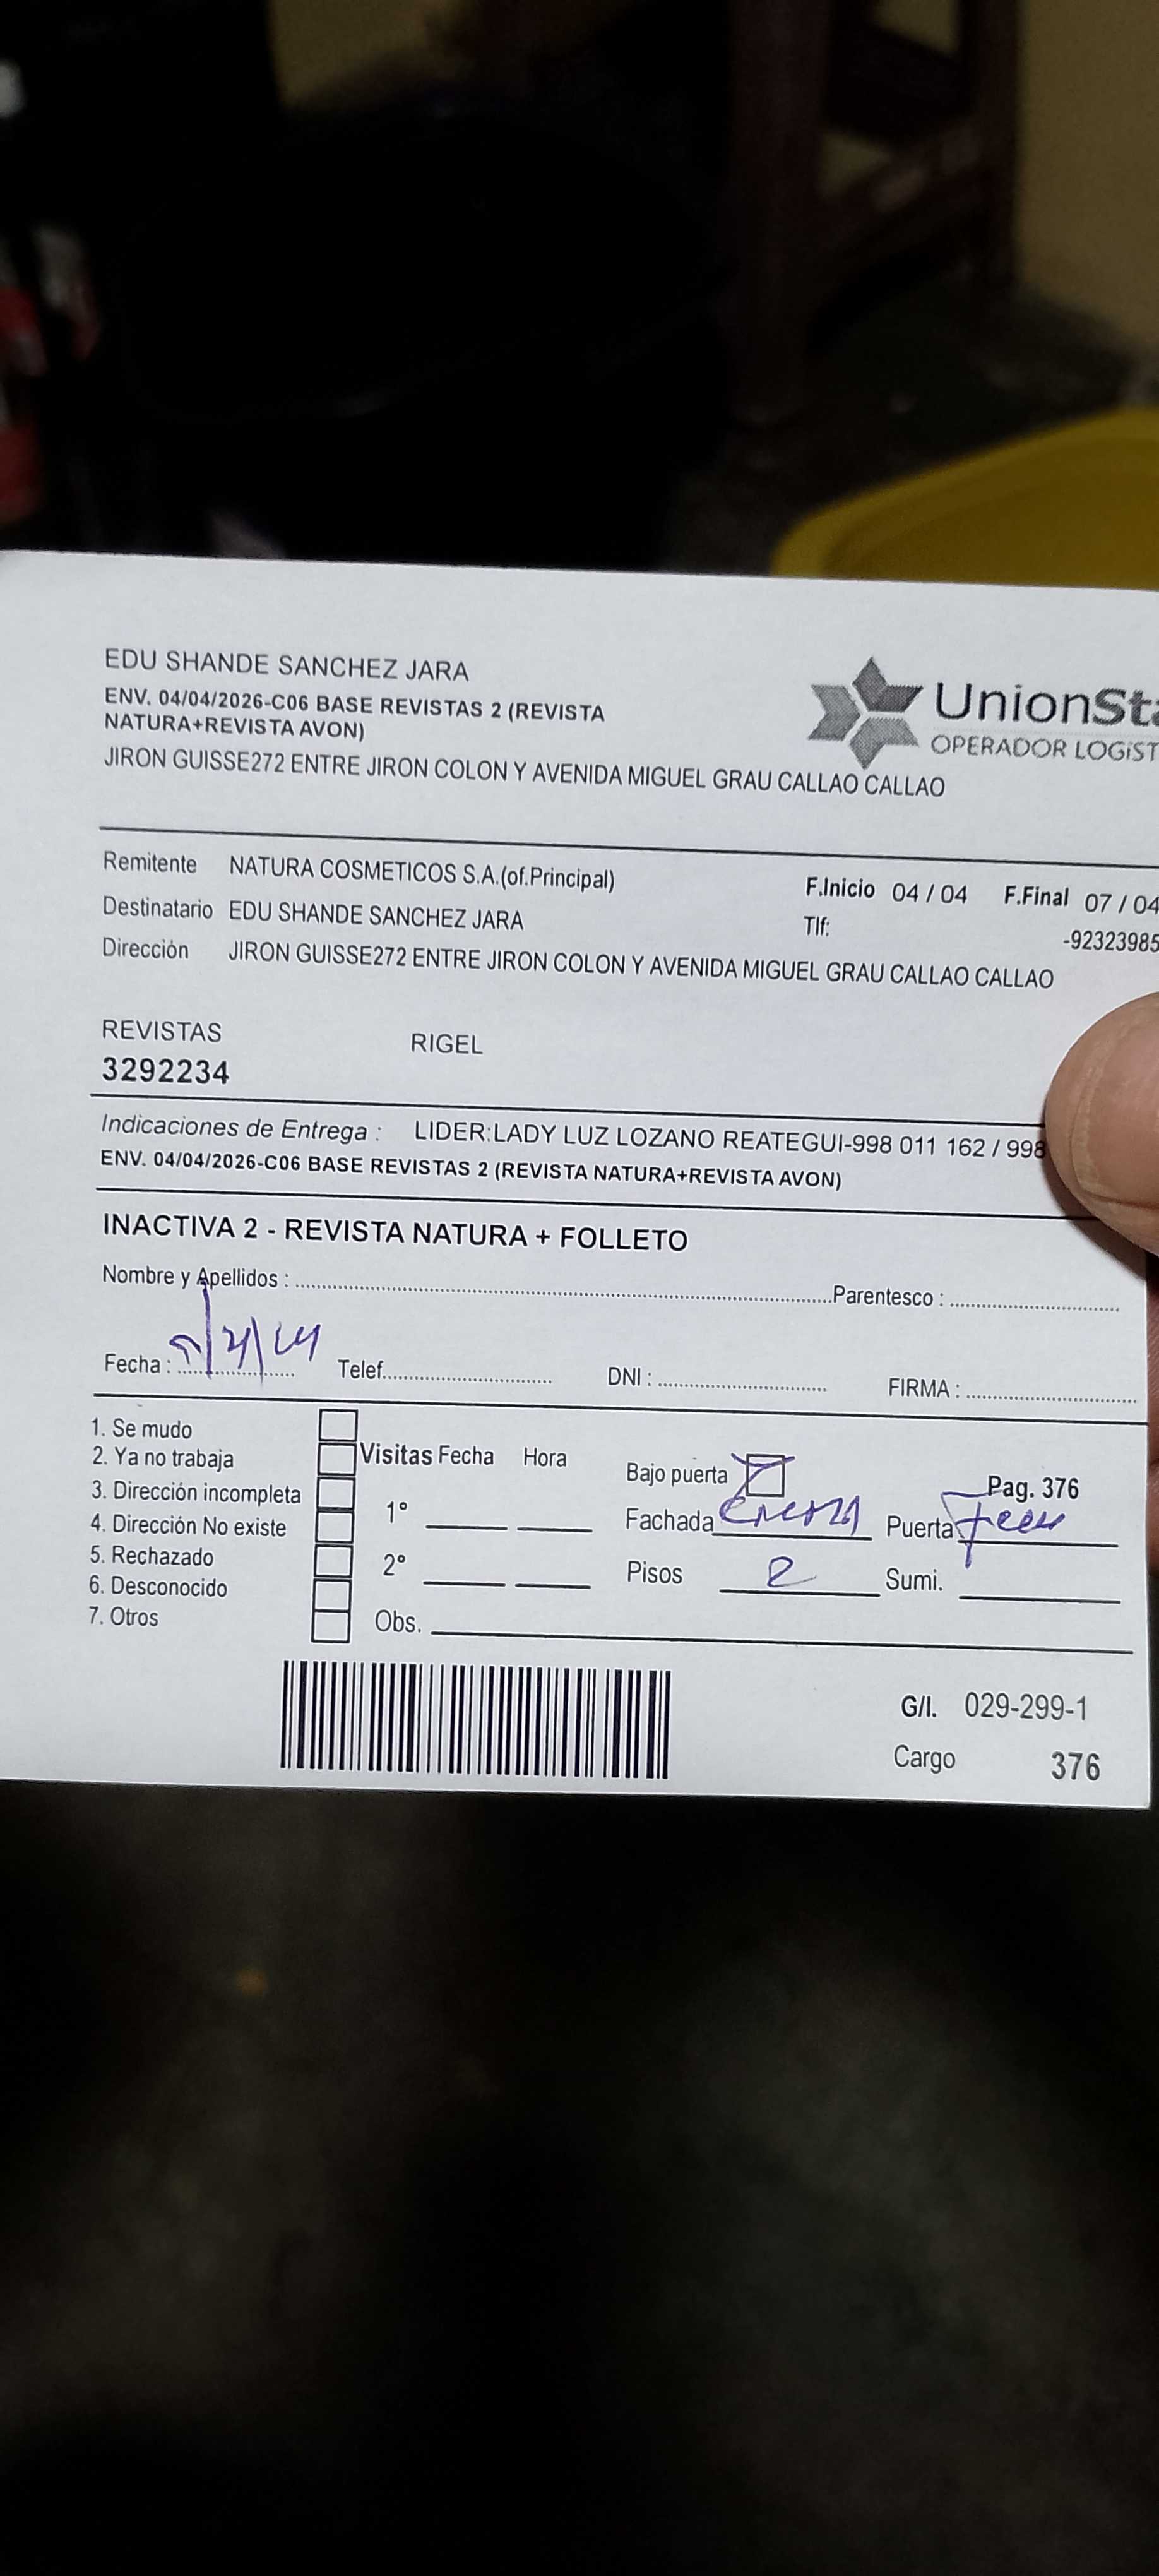 EDU SHANDE SANCHEZ JARA
ENV. 04/04/2026-C06 BASE REVISTAS 2 (REVISTA
NATURA+REVISTA AVON)
JIRON GUISSE272 ENTRE JIRON COLON Y AVENIDA MIGUEL GRAU CALLAO CALLAO
UnionSta
OPERADOR LOGíST
Remitente NATURA COSMETICOS S.A.(of.Principal)
F.Inicio 04 / 04 F.Final 07 / 04
Destinatario EDU SHANDE SANCHEZ JARA
Tlf: -92323985
Dirección JIRON GUISSE272 ENTRE JIRON COLON Y AVENIDA MIGUEL GRAU CALLAO CALLAO
REVISTAS RIGEL
3292234
Indicaciones de Entrega : LIDER:LADY LUZ LOZANO REATEGUI-998 011 162 / 998
ENV. 04/04/2026-C06 BASE REVISTAS 2 (REVISTA NATURA+REVISTA AVON)
INACTIVA 2 - REVISTA NATURA + FOLLETO
Nombre y Apellidos : Parentesco :
Fecha : Telef. DNI : FIRMA :
1. Se mudo
2. Ya no trabaja
3. Dirección incompleta
4. Dirección No existe
5. Rechazado
6. Desconocido
7. Otros
Visitas Fecha Hora
1°
2°
Obs.
Bajo puerta
Pag. 376
Fachada Puerta
Pisos 2 Sumi.
G/I. 029-299-1
Cargo 376